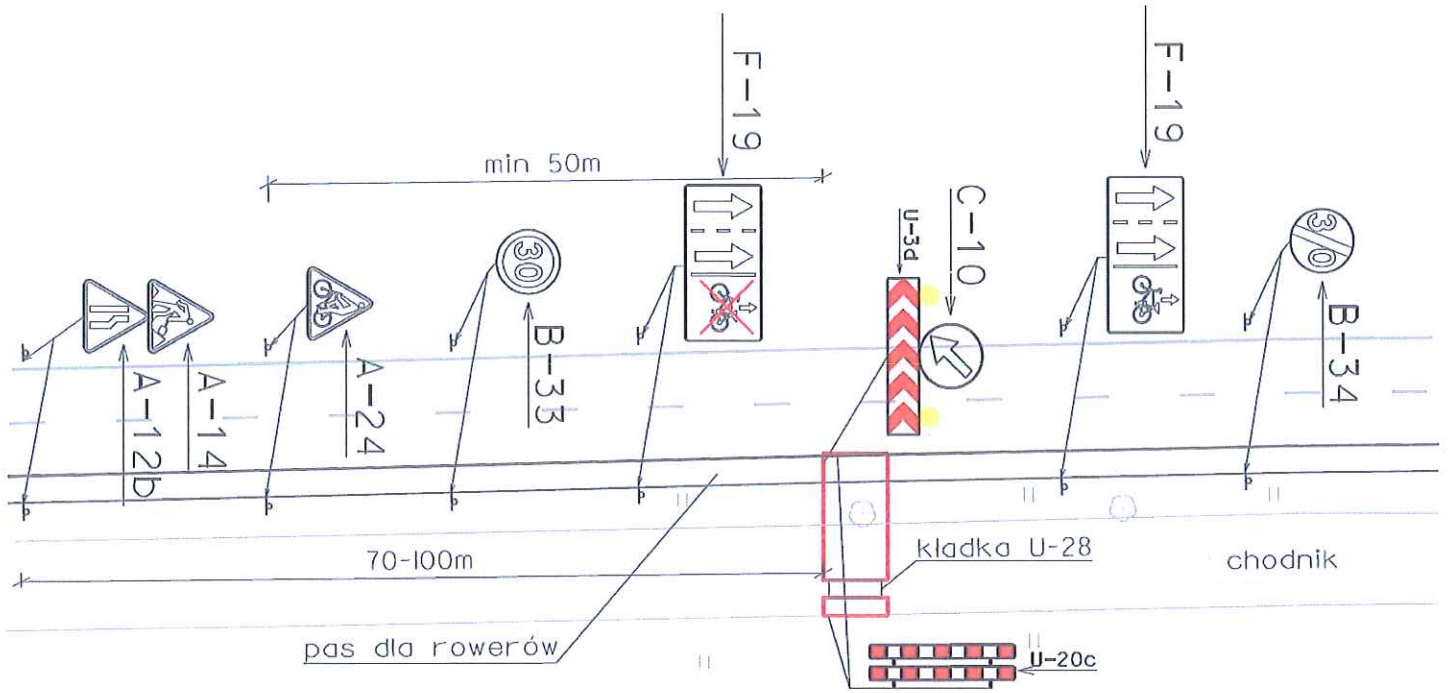 F-19
F-19
min 50m
C-10
U-3d
30
30
B-33
B-34
A-24
A-14
A-12b
kładka U-28
70-100m
chodnik
pas dla rowerów
U-20c